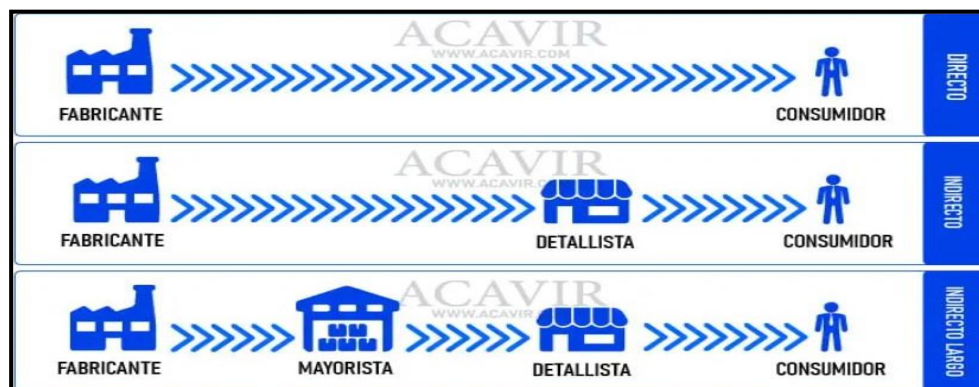 ACAVIR
WWW.ACAVIR.COM
FABRICANTE
CONSUMIDOR
DIRECTO
ACAVIR
WWW.ACAVIR.C
FABRICANTE
DETALLISTA
CONSUMIDOR
INDIRECTO
ACAVIR
WWW.ACAVIR.
FABRICANTE
MAYORISTA
DETALLISTA
CONSUMIDOR
INDIRECTO LARGO